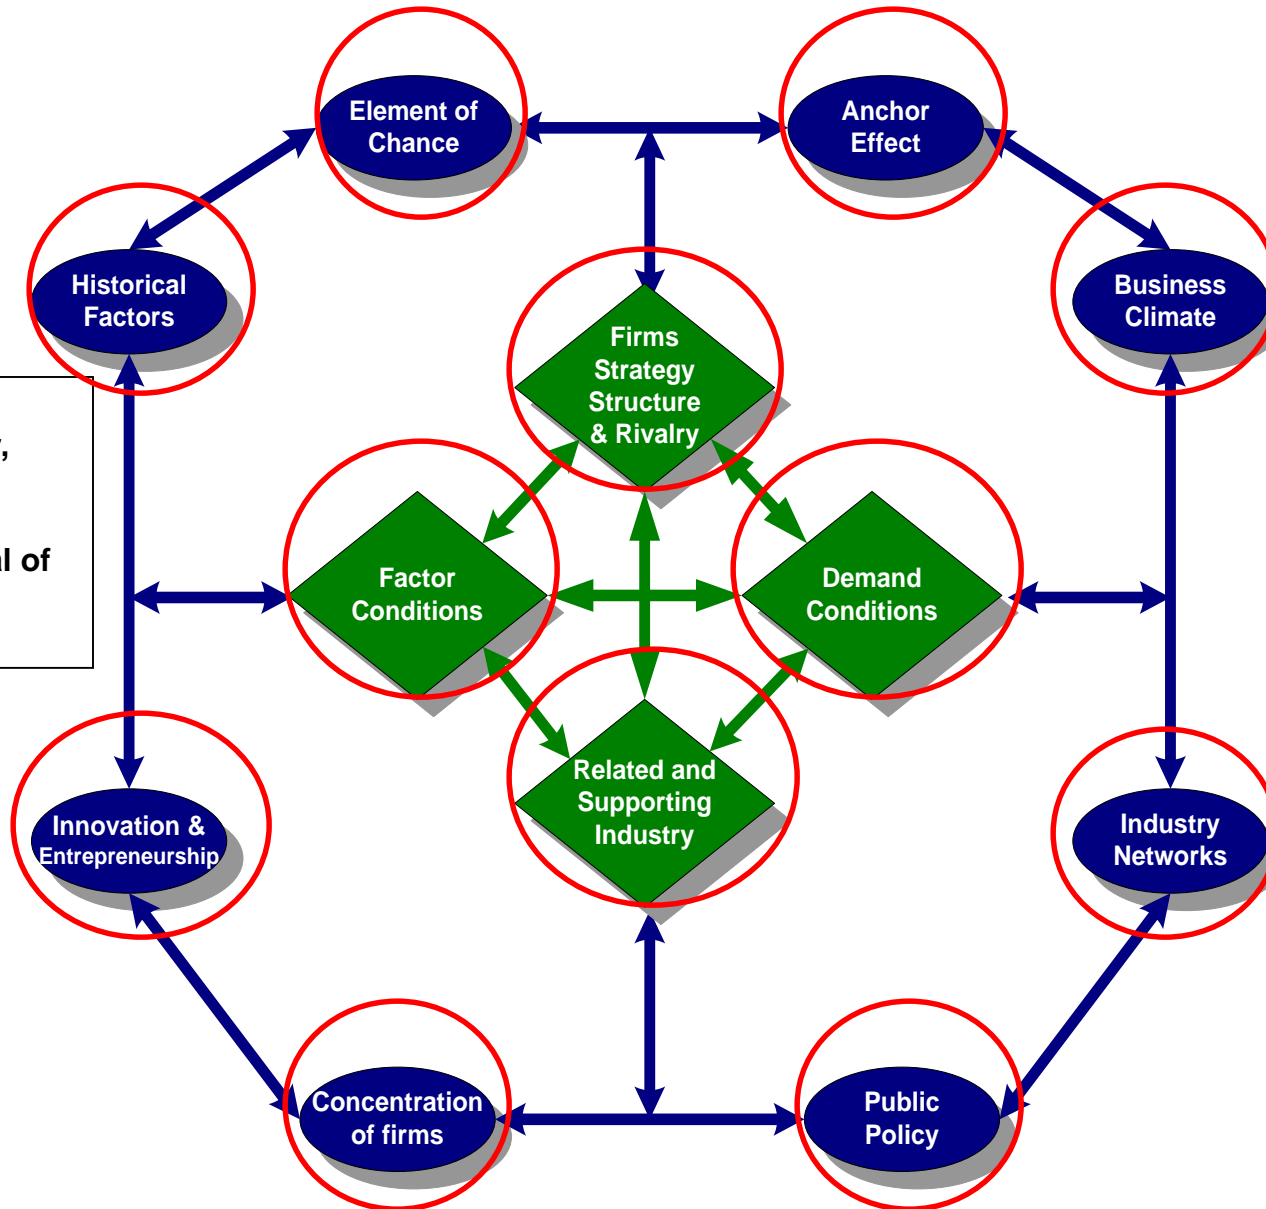 Element of
Chance
Anchor
Effect
Historical
Factors
Business
Climate
Firms
Strategy
Structure
& Rivalry
,
al of
Factor
Conditions
Demand
Conditions
Related and
Supporting
Industry
Innovation &
Entrepreneurship
Industry
Networks
Concentration
of firms
Public
Policy